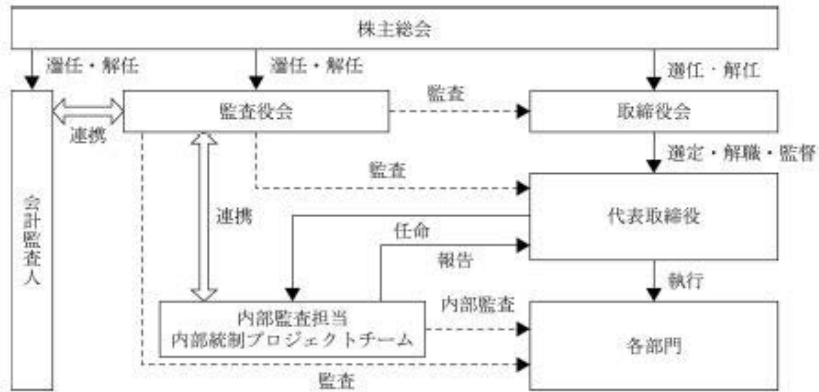 株主総会
選任・解任
選任・解任
選任・解任
監査役会
監査
取締役会
連携
選定・解職・監督
監査
会計監査人
連携
代表取締役
任命
報告
執行
内部監査担当
内部統制プロジェクトチーム
内部監査
各部門
監査